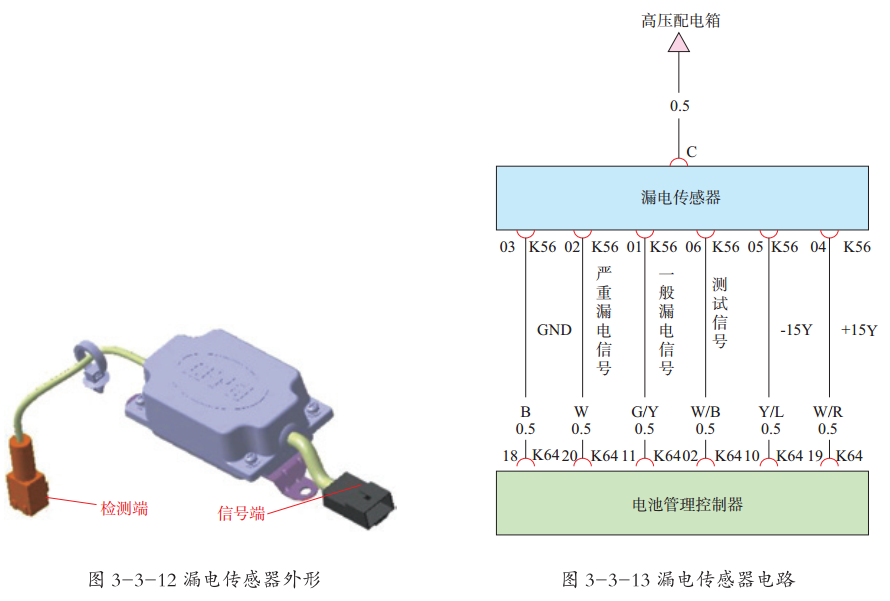 高压配电箱
0.5
C
漏电传感器
03 K56 02 K56 01 K56 06 K56 05 K56 04 K56
GND
严重漏电信号
一般漏电信号
测试信号
-15Y
+15Y
B W G/Y W/B Y/L W/R
0.5 0.5 0.5 0.5 0.5 0.5
18 K64 20 K64 11 K64 02 K64 10 K64 19 K64
电池管理控制器
检测端
信号端
图 3-3-12 漏电传感器外形
图 3-3-13 漏电传感器电路